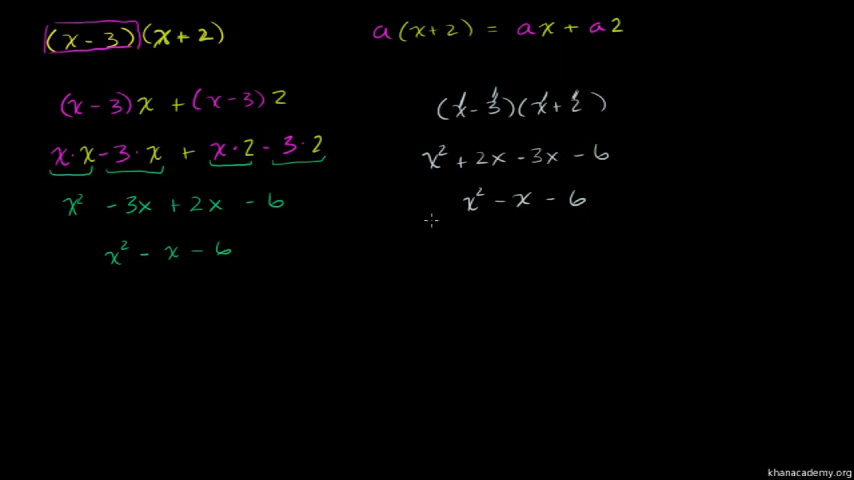 (x - 3)(x + 2)
(x - 3)x + (x - 3)2
x·x - 3·x + x·2 - 3·2
x² - 3x + 2x - 6
x² - x - 6
a(x+2) = ax + a2
(x - 3)(x + 2)
x² + 2x - 3x - 6
x² - x - 6
khanacademy.org